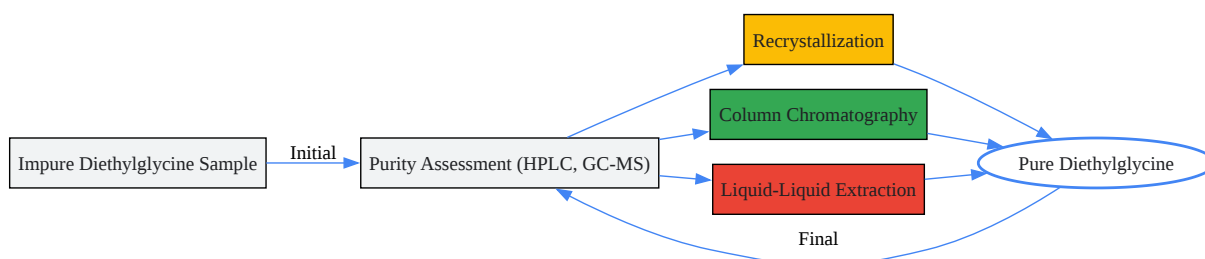 Recrystallization
Column Chromatography
Impure Diethylglycine Sample
Initial
Purity Assessment (HPLC, GC-MS)
Pure Diethylglycine
Liquid-Liquid Extraction
Final